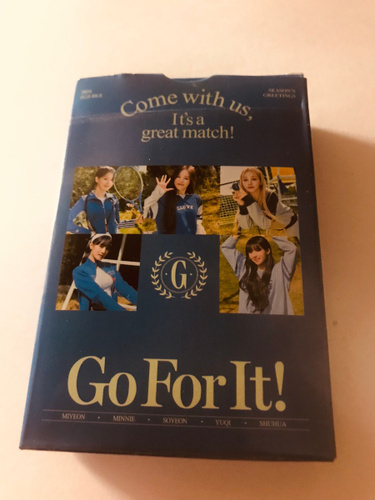 SEASON'S
GREETINGS
Come with us,
It's a
great match!
G
Go For It!
MIYEON • MINNIE • SOYEON • YUQI • SHUHUA